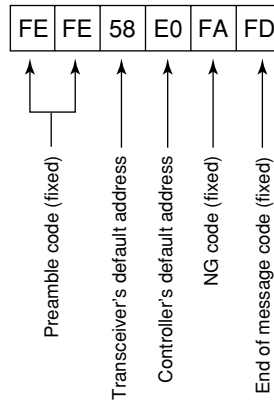 FE FE 58 E0 FA FD
Preamble code (fixed)
Transceiver's default address
Controller's default address
NG code (fixed)
End of message code (fixed)